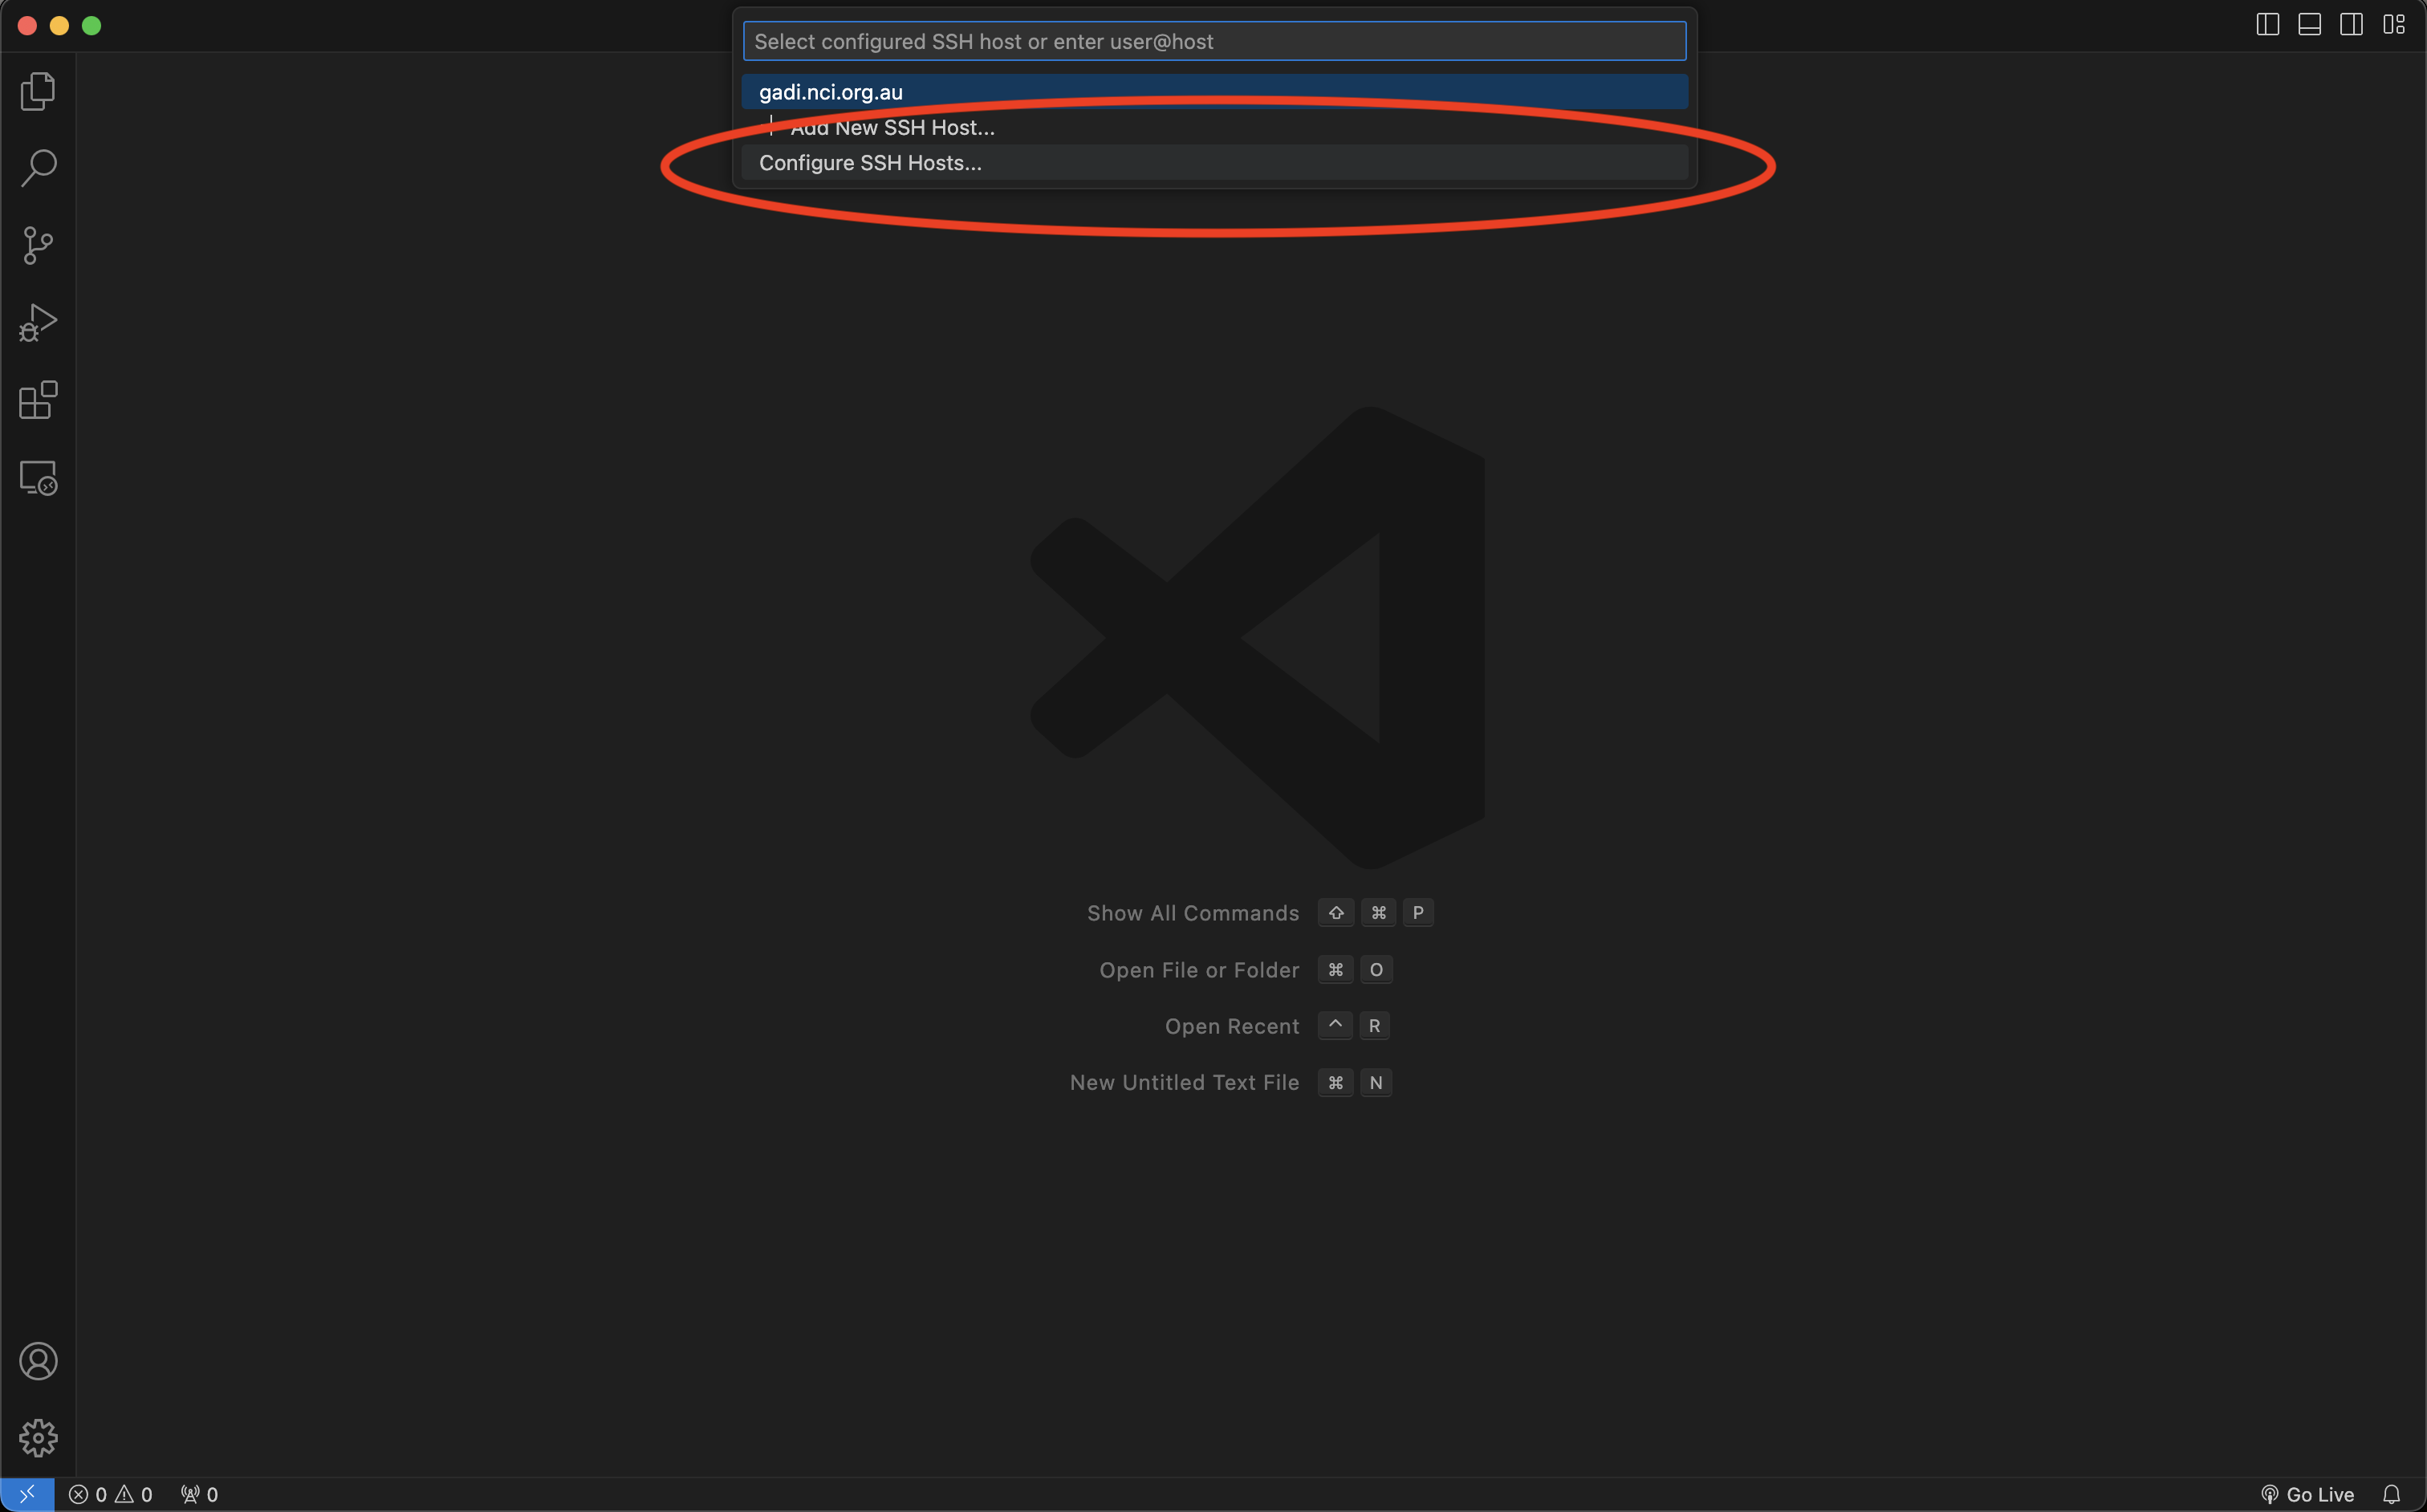 Select configured SSH host or enter user@host
gadi.nci.org.au
Add New SSH Host...
Configure SSH Hosts...
Show All Commands ⇧ ⌘ P
Open File or Folder ⌘ O
Open Recent ^ R
New Untitled Text File ⌘ N
0 0 0
Go Live